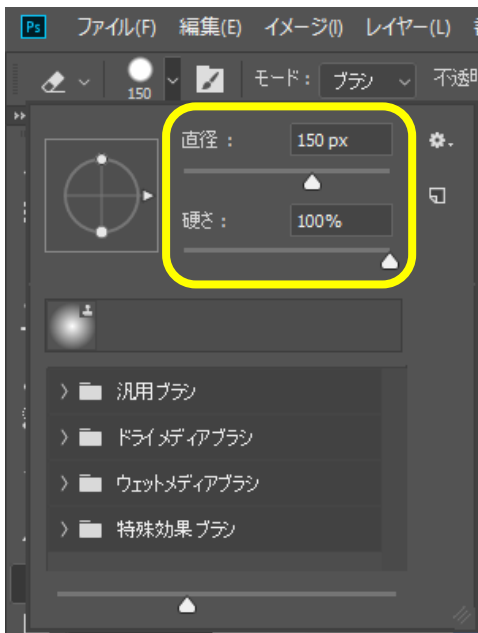 Ps ファイル(F) 編集(E) イメージ(I) レイヤー(L)
150 モード： ブラシ 不透明
直径： 150 px
硬さ： 100%
汎用ブラシ
ドライメディアブラシ
ウェットメディアブラシ
特殊効果ブラシ